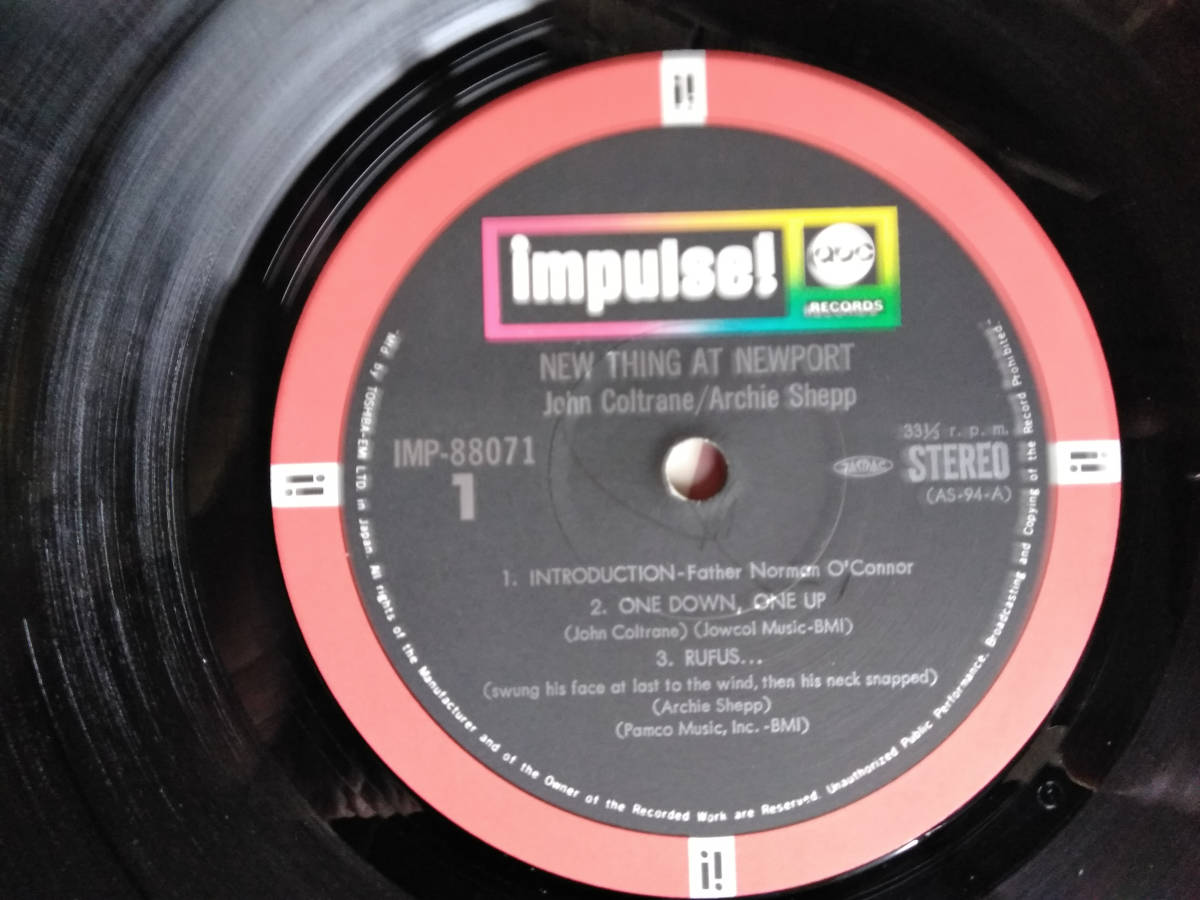 i!
impulse!
abc
RECORDS
NEW THING AT NEWPORT
John Coltrane/Archie Shepp
IMP-88071
1
33⅓ r. p. m.
STEREO
(AS-94-A)
i!
i!
1. INTRODUCTION-Father Norman O'Connor
2. ONE DOWN, ONE UP
(John Coltrane) (Jowcol Music-BMI)
3. RUFUS...
(swung his face at last to the wind, then his neck snapped)
(Archie Shepp)
(Pamco Music, Inc. -BMI)
Mfd by TOSHIBA-EMI LTD in Japan. All rights of the Manufacturer and of the Owner of the Recorded Work are Reserved. Unauthorized Public Performance. Broadcasting and Copying of the Record Prohibited.
i!